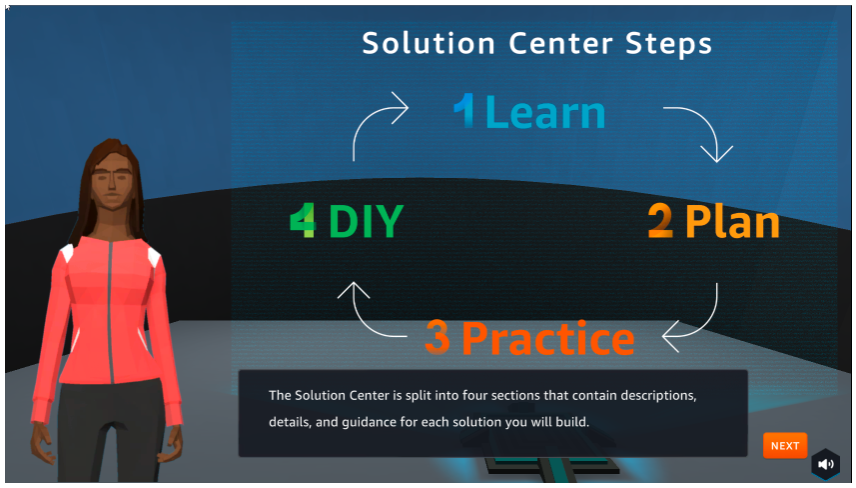 Solution Center Steps
1 Learn
4 DIY
2 Plan
3 Practice
The Solution Center is split into four sections that contain descriptions,
details, and guidance for each solution you will build.
NEXT